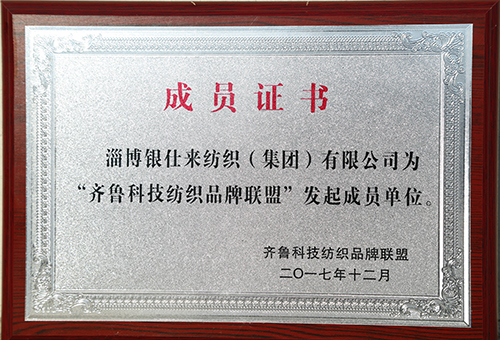 成员证书
淄博银仕来纺织（集团）有限公司为
“齐鲁科技纺织品牌联盟”发起成员单位。
齐鲁科技纺织品牌联盟
二〇一七年十二月